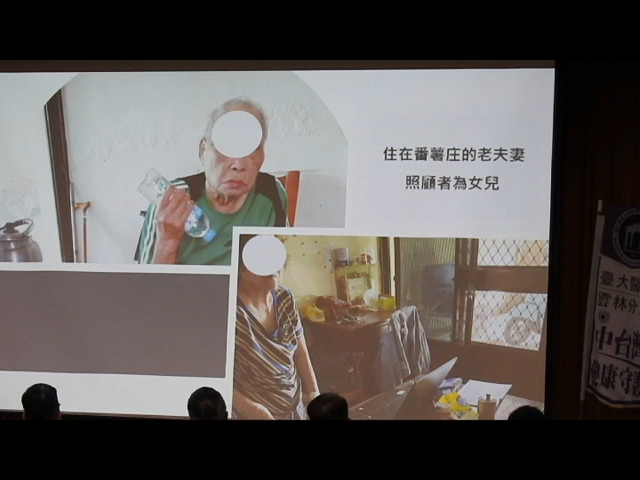 住在番薯庄的老夫妻
照顧者為女兒
臺大醫
雲林分
中台灣
健康守護